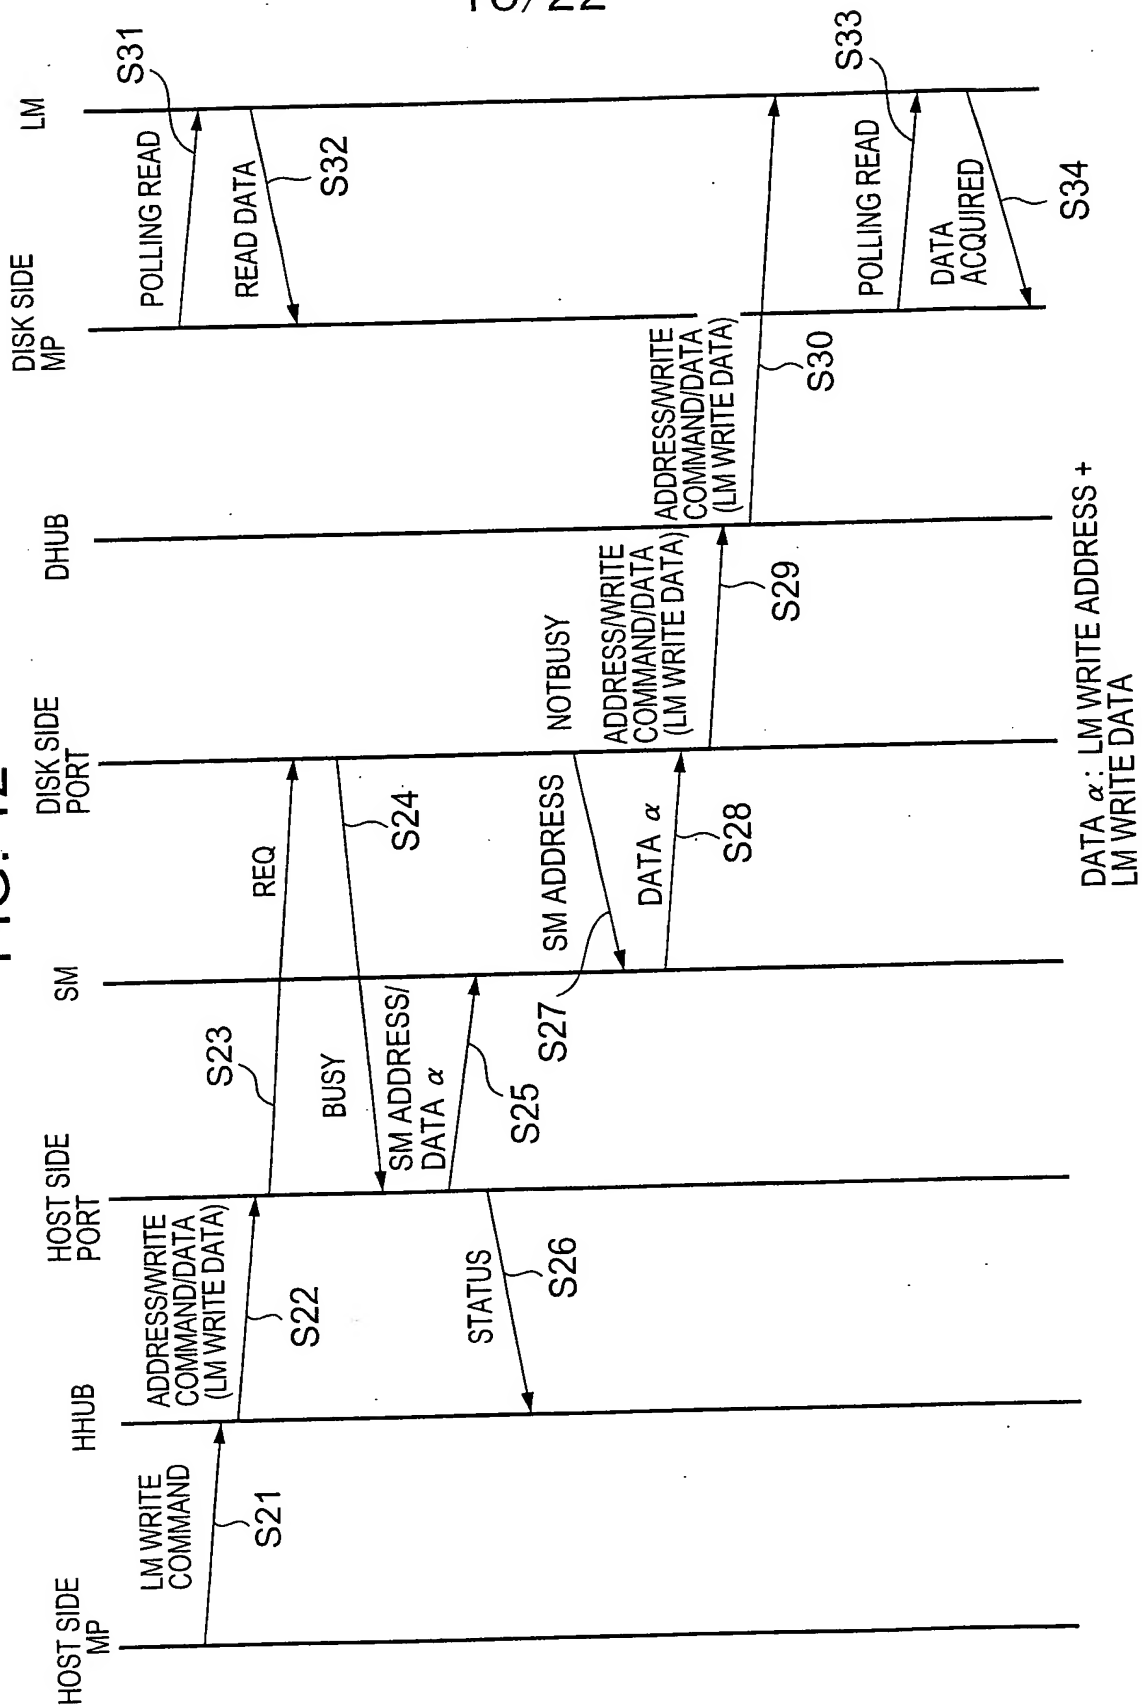 HOST SIDE
MP
HHUB
HOST SIDE
PORT
SM
DISK SIDE
PORT
DHUB
DISK SIDE
MP
LM
LM WRITE
COMMAND
S21
ADDRESS/WRITE
COMMAND/DATA
(LM WRITE DATA)
S22
S23
REQ
BUSY
S24
SM ADDRESS/
DATA α
S25
STATUS
S26
NOTBUSY
SM ADDRESS
S27
DATA α
S28
ADDRESS/WRITE
COMMAND/DATA
(LM WRITE DATA)
S29
ADDRESS/WRITE
COMMAND/DATA
(LM WRITE DATA)
S30
POLLING READ
S31
READ DATA
S32
POLLING READ
S33
DATA
ACQUIRED
S34
DATA α : LM WRITE ADDRESS +
LM WRITE DATA